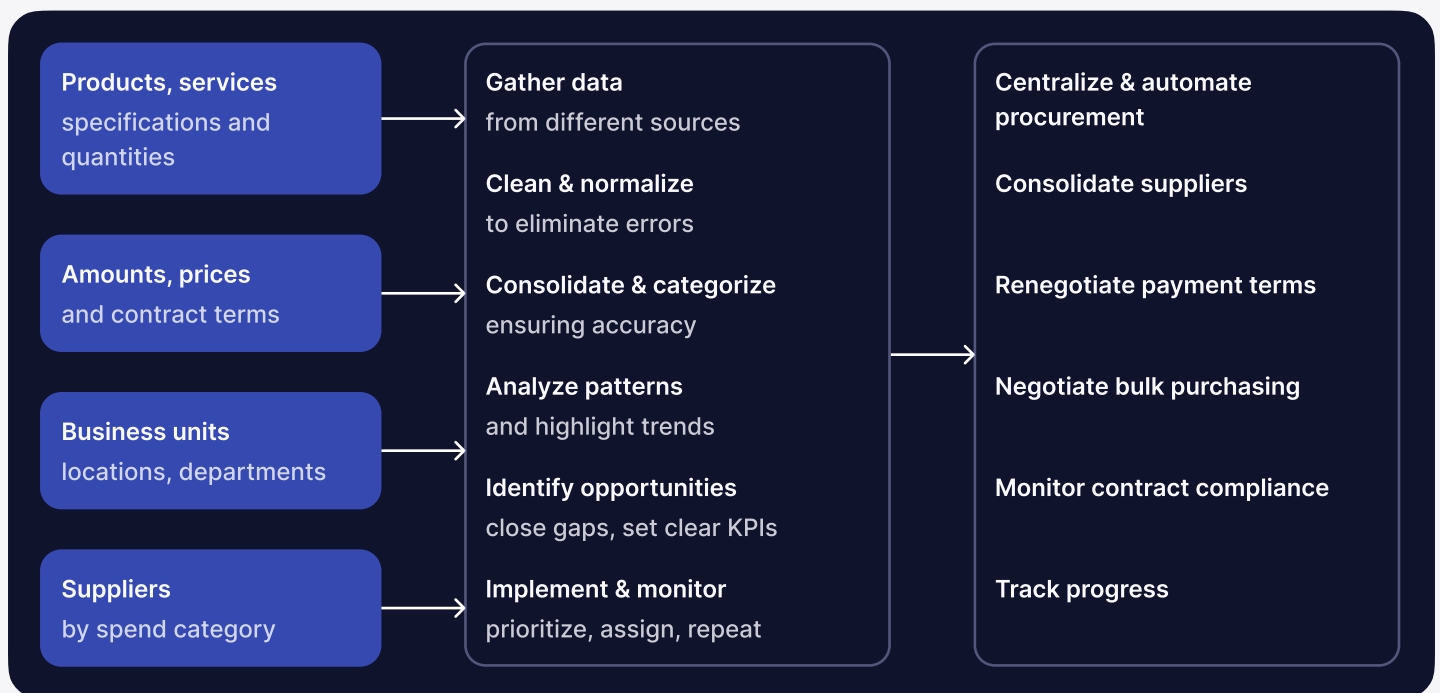 Products, services
specifications and
quantities
Amounts, prices
and contract terms
Business units
locations, departments
Suppliers
by spend category
Gather data
from different sources
Clean & normalize
to eliminate errors
Consolidate & categorize
ensuring accuracy
Analyze patterns
and highlight trends
Identify opportunities
close gaps, set clear KPIs
Implement & monitor
prioritize, assign, repeat
Centralize & automate
procurement
Consolidate suppliers
Renegotiate payment terms
Negotiate bulk purchasing
Monitor contract compliance
Track progress